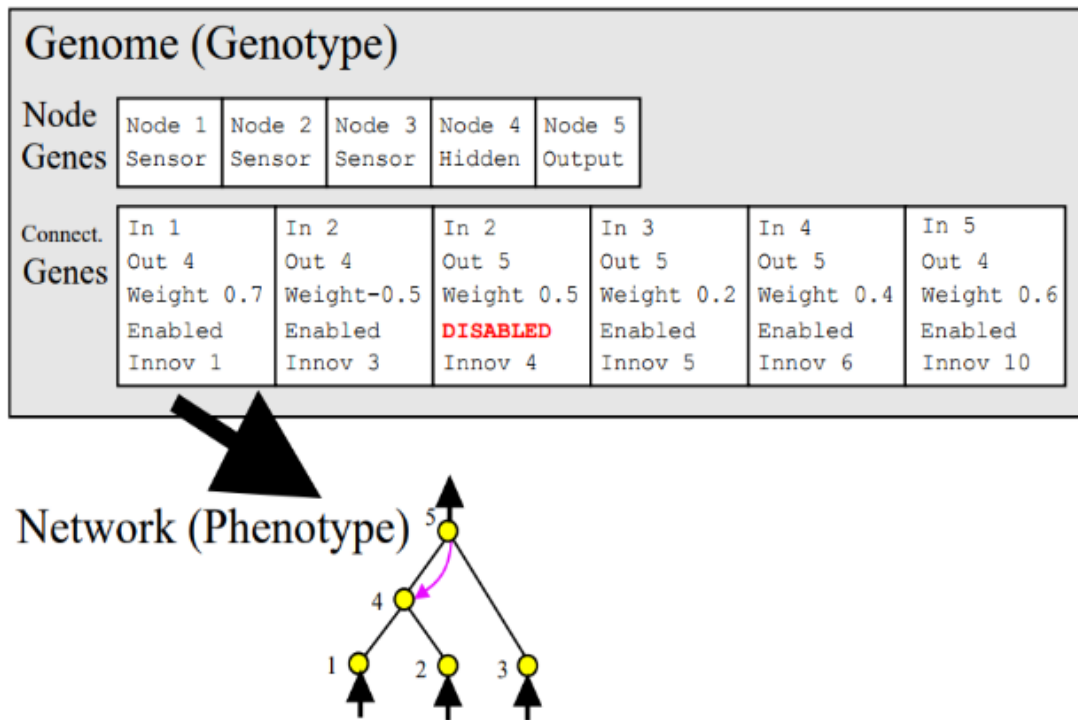 Genome (Genotype)
Node
Genes
Node 1 Node 2 Node 3 Node 4 Node 5
Sensor Sensor Sensor Hidden Output
Connect.
Genes
In 1 In 2 In 2 In 3 In 4 In 5
Out 4 Out 4 Out 5 Out 5 Out 5 Out 4
Weight 0.7 Weight-0.5 Weight 0.5 Weight 0.2 Weight 0.4 Weight 0.6
Enabled Enabled DISABLED Enabled Enabled Enabled
Innov 1 Innov 3 Innov 4 Innov 5 Innov 6 Innov 10
Network (Phenotype)
5
4
1 2 3